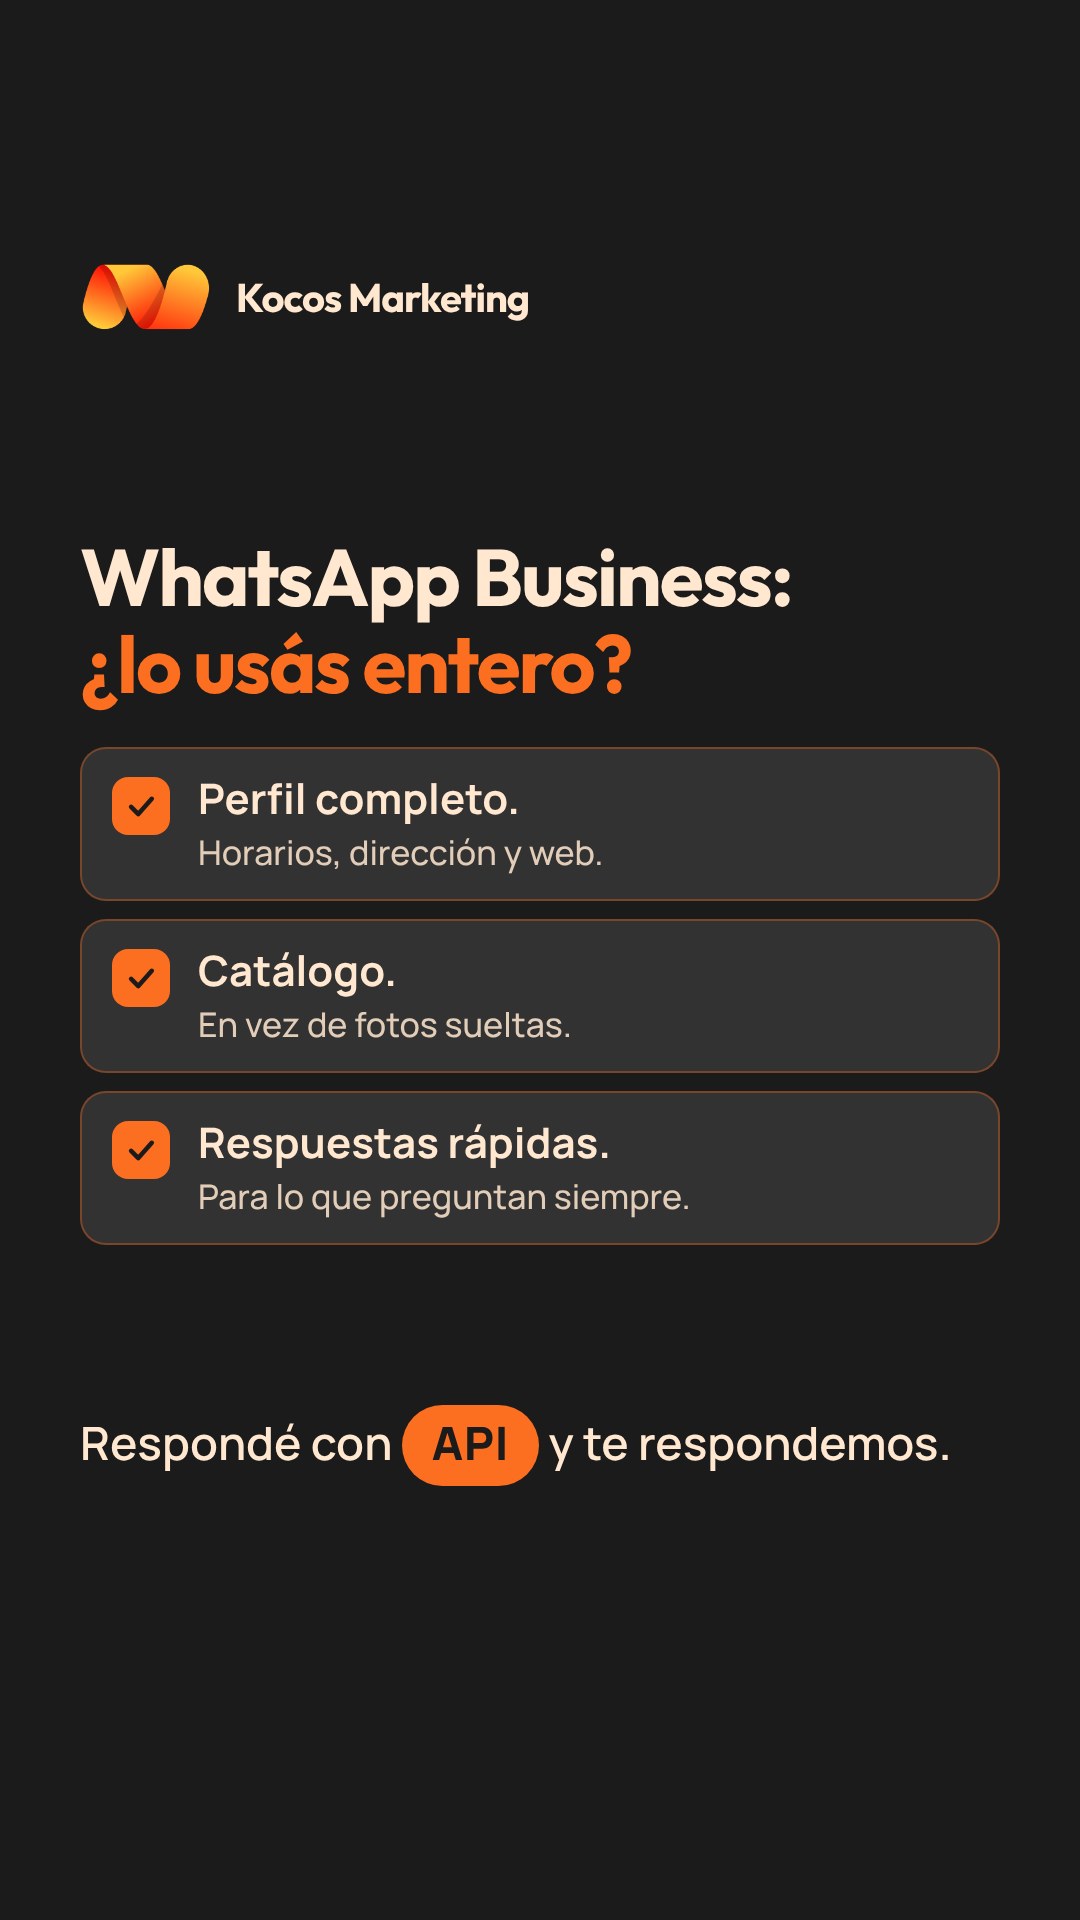 Kocos Marketing
WhatsApp Business:
¿lo usás entero?
Perfil completo.
Horarios, dirección y web.
Catálogo.
En vez de fotos sueltas.
Respuestas rápidas.
Para lo que preguntan siempre.
Respondé con API y te respondemos.